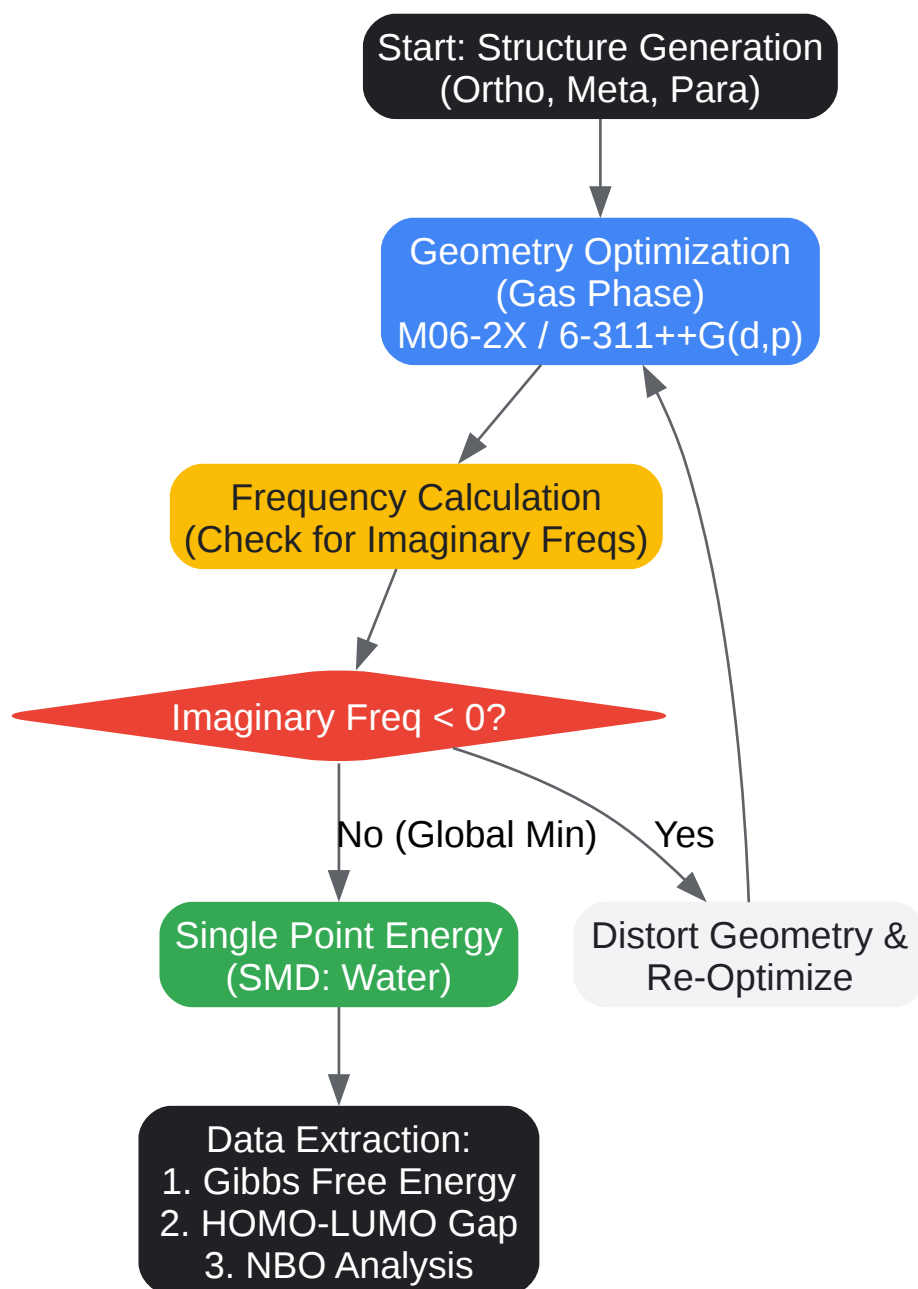 Start: Structure Generation
(Ortho, Meta, Para)
Geometry Optimization
(Gas Phase)
M06-2X / 6-311++G(d,p)
Frequency Calculation
(Check for Imaginary Freqs)
Imaginary Freq < 0?
No (Global Min)
Yes
Single Point Energy
(SMD: Water)
Distort Geometry &
Re-Optimize
Data Extraction:
1. Gibbs Free Energy
2. HOMO-LUMO Gap
3. NBO Analysis